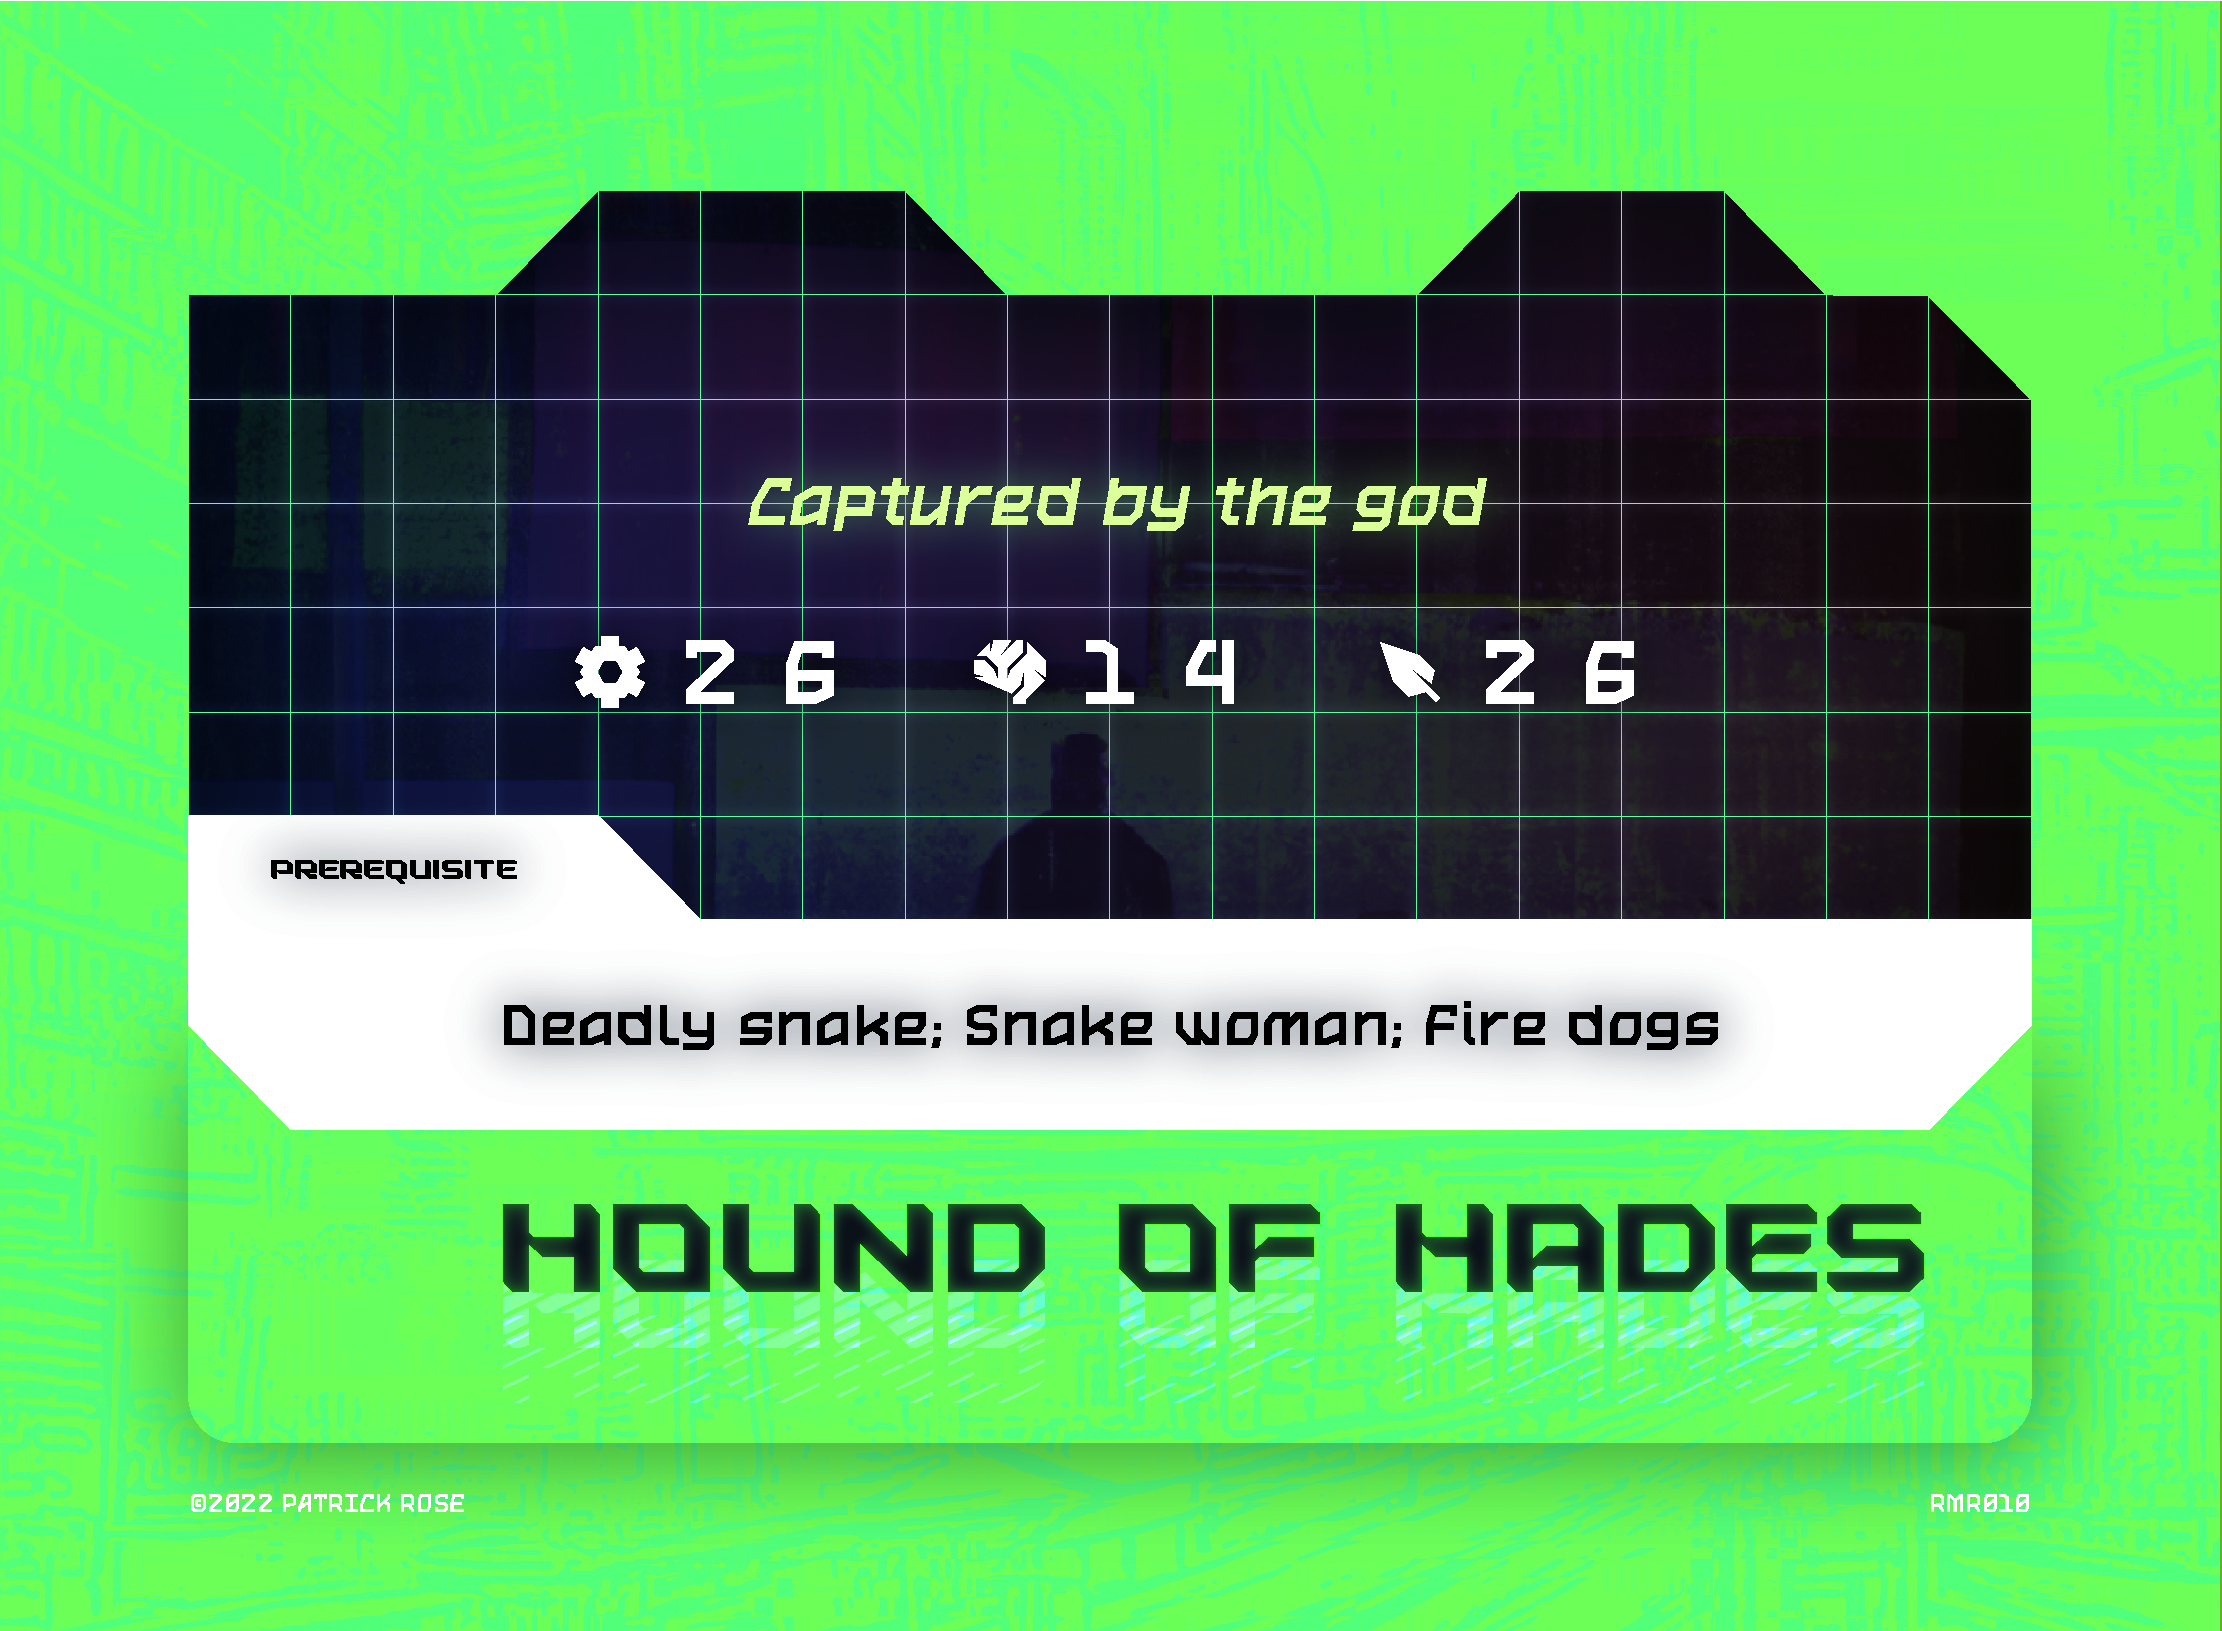 Captured by the god
26 14 26
PREREQUISITE
Deadly snake; Snake woman; Fire dogs
HOUND OF HADES
©2022 PATRICK ROSE
RMR010